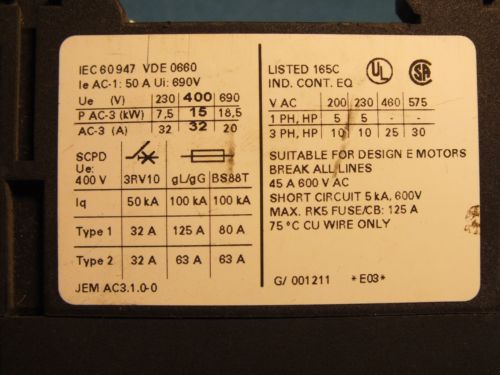 IEC 60947 VDE 0660
Ie AC-1: 50 A Ui: 690V
Ue (V) 230 400 690
P AC-3 (kW) 7,5 15 18,5
AC-3 (A) 32 32 20
SCPD
Ue:
400 V 3RV10 gL/gG BS88T
Iq 50 kA 100 kA 100 kA
Type 1 32 A 125 A 80 A
Type 2 32 A 63 A 63 A
JEM AC3.1.0-0
LISTED 165C
IND. CONT. EQ
UL
SA
V AC 200 230 460 575
1 PH, HP 5 5 - -
3 PH, HP 10 10 25 30
SUITABLE FOR DESIGN E MOTORS
BREAK ALL LINES
45 A 600 V AC
SHORT CIRCUIT 5 kA, 600V
MAX. RK5 FUSE/CB: 125 A
75 °C CU WIRE ONLY
G/ 001211 *E03*